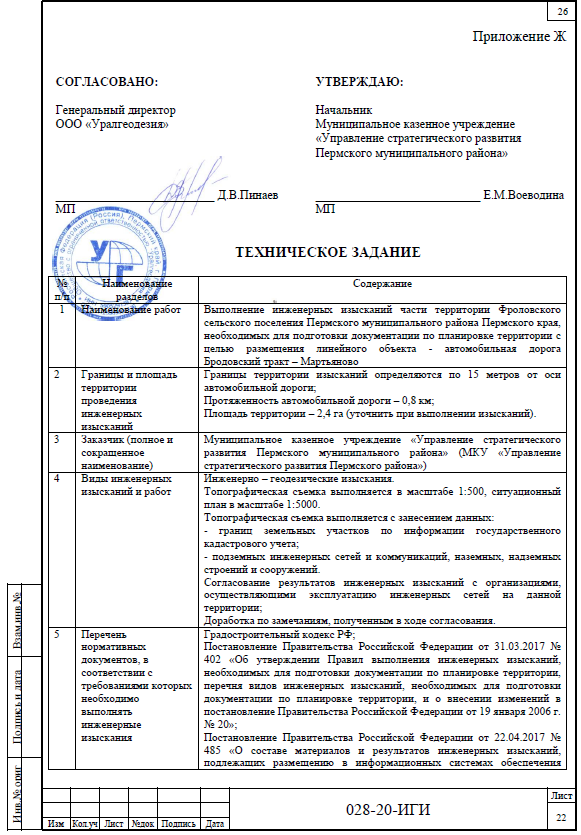 26
Приложение Ж
СОГЛАСОВАНО:
УТВЕРЖДАЮ:
Генеральный директор
ООО «Уралгеодезия»
Начальник
Муниципальное казенное учреждение
«Управление стратегического развития
Пермского муниципального района»
Д.В.Пинаев
МП
Е.М.Воеводина
МП
УГ
ТЕХНИЧЕСКОЕ ЗАДАНИЕ
№ п/п
Наименование разделов
Содержание
1
Наименование работ
Выполнение инженерных изысканий части территории Фроловского
сельского поселения Пермского муниципального района Пермского края,
необходимых для подготовки документации по планировке территории с
целью размещения линейного объекта - автомобильная дорога
Бродовский тракт – Мартьяново
2
Границы и площадь
территории
проведения
инженерных
изысканий
Границы территории изысканий определяются по 15 метров от оси
автомобильной дороги;
Протяженность автомобильной дороги – 0,8 км;
Площадь территории – 2,4 га (уточнить при выполнении изысканий).
3
Заказчик (полное и
сокращенное
наименование)
Муниципальное казенное учреждение «Управление стратегического
развития Пермского муниципального района» (МКУ «Управление
стратегического развития Пермского района»)
4
Виды инженерных
изысканий и работ
Инженерно – геодезические изыскания.
Топографическая съемка выполняется в масштабе 1:500, ситуационный
план в масштабе 1:5000.
Топографическая съемка выполняется с занесением данных:
- границ земельных участков по информации государственного
кадастрового учета;
- подземных инженерных сетей и коммуникаций, наземных, надземных
строений и сооружений.
Согласование результатов инженерных изысканий с организациями,
осуществляющими эксплуатацию инженерных сетей на данной
территории;
Доработка по замечаниям, полученным в ходе согласования.
5
Перечень
нормативных
документов, в
соответствии с
требованиями которых
необходимо
выполнять
инженерные
изыскания
Градостроительный кодекс РФ;
Постановление Правительства Российской Федерации от 31.03.2017 №
402 «Об утверждении Правил выполнения инженерных изысканий,
необходимых для подготовки документации по планировке территории,
перечня видов инженерных изысканий, необходимых для подготовки
документации по планировке территории, и о внесении изменений в
постановление Правительства Российской Федерации от 19 января 2006 г.
№ 20»;
Постановление Правительства Российской Федерации от 22.04.2017 №
485 «О составе материалов и результатов инженерных изысканий,
подлежащих размещению в информационных системах обеспечения
Взам.инв.№
Подпись и дата
Инв.№ ориг
Изм Кол.уч Лист №док Подпись Дата
028-20-ИГИ
Лист
22